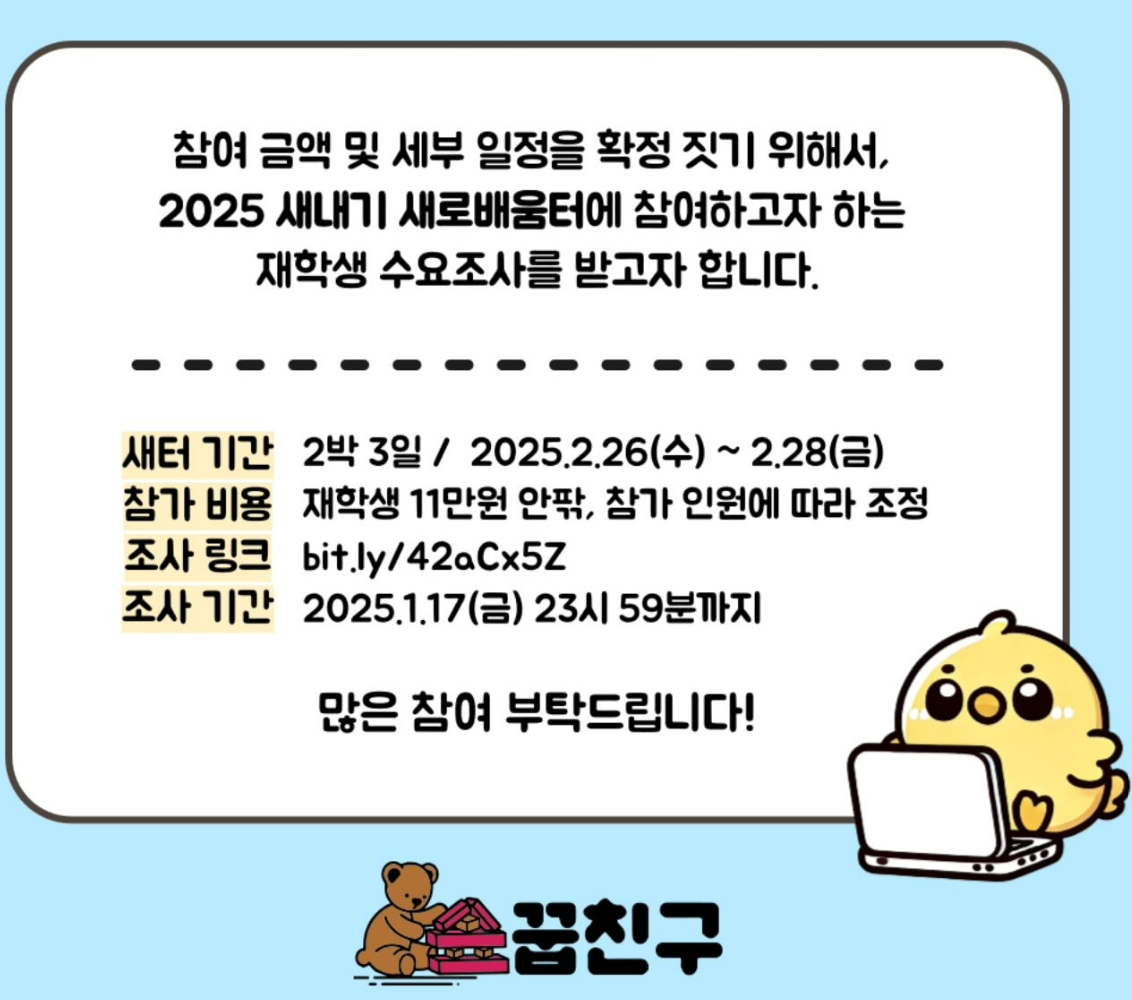 참여 금액 및 세부 일정을 확정 짓기 위해서,
2025 새내기 새로배움터에 참여하고자 하는
재학생 수요조사를 받고자 합니다.
새터 기간 2박 3일 / 2025.2.26(수) ~ 2.28(금)
참가 비용 재학생 11만원 안팎, 참가 인원에 따라 조정
조사 링크 bit.ly/42aCx5Z
조사 기간 2025.1.17(금) 23시 59분까지
많은 참여 부탁드립니다!
꿉친구